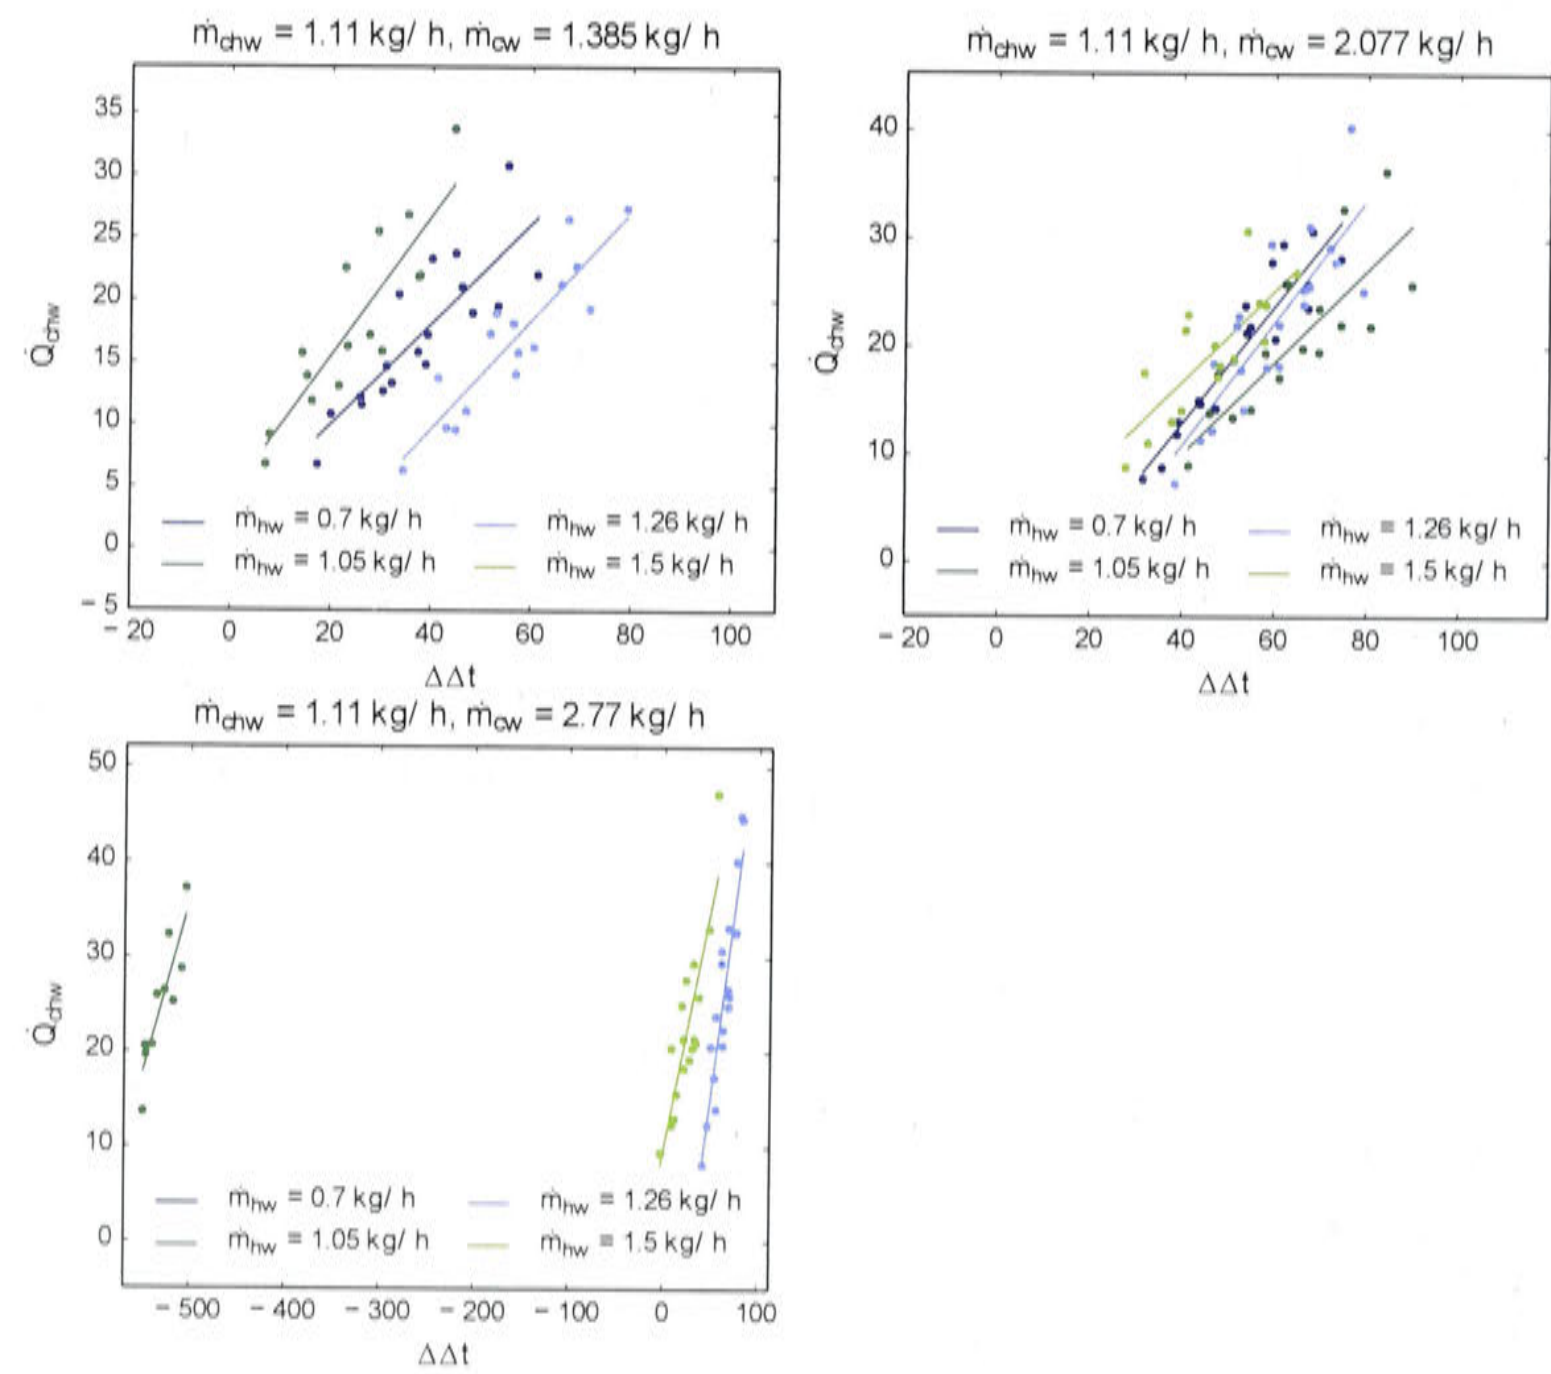 ṁchw = 1.11 kg/ h, ṁcw = 1.385 kg/ h
35
30
25
20
15
10
5
0
− 5
Q̇chw
ṁhw = 0.7 kg/ h
ṁhw = 1.26 kg/ h
ṁhw = 1.05 kg/ h
ṁhw = 1.5 kg/ h
− 20 0 20 40 60 80 100
ΔΔt
ṁchw = 1.11 kg/ h, ṁcw = 2.077 kg/ h
40
30
20
10
0
Q̇chw
ṁhw = 0.7 kg/ h
ṁhw = 1.26 kg/ h
ṁhw = 1.05 kg/ h
ṁhw = 1.5 kg/ h
− 20 0 20 40 60 80 100
ΔΔt
ṁchw = 1.11 kg/ h, ṁcw = 2.77 kg/ h
50
40
30
20
10
0
Q̇chw
ṁhw = 0.7 kg/ h
ṁhw = 1.26 kg/ h
ṁhw = 1.05 kg/ h
ṁhw = 1.5 kg/ h
− 500 − 400 − 300 − 200 − 100 0 100
ΔΔt